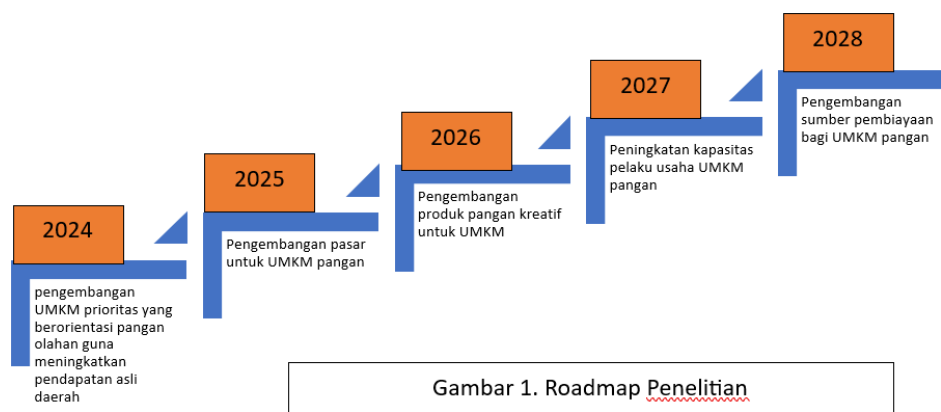 2024
pengembangan
UMKM prioritas yang
berorientasi pangan
olahan guna
meningkatkan
pendapatan asli
daerah
2025
Pengembangan pasar
untuk UMKM pangan
2026
Pengembangan
produk pangan kreatif
untuk UMKM
2027
Peningkatan kapasitas
pelaku usaha UMKM
pangan
2028
Pengembangan
sumber pembiayaan
bagi UMKM pangan
Gambar 1. Roadmap Penelitian